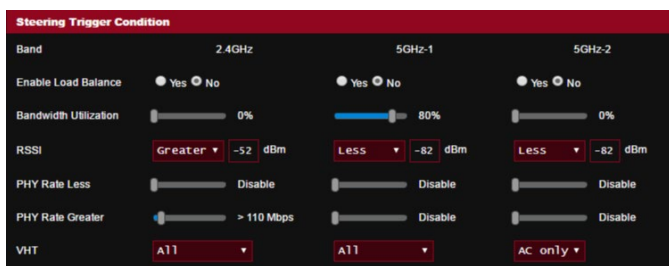 Steering Trigger Condition
Band 2.4GHz 5GHz-1 5GHz-2
Enable Load Balance Yes No Yes No Yes No
Bandwidth Utilization 0% 80% 0%
RSSI Greater -52 dBm Less -82 dBm Less -82 dBm
PHY Rate Less Disable Disable Disable
PHY Rate Greater > 110 Mbps Disable Disable
VHT All All AC only